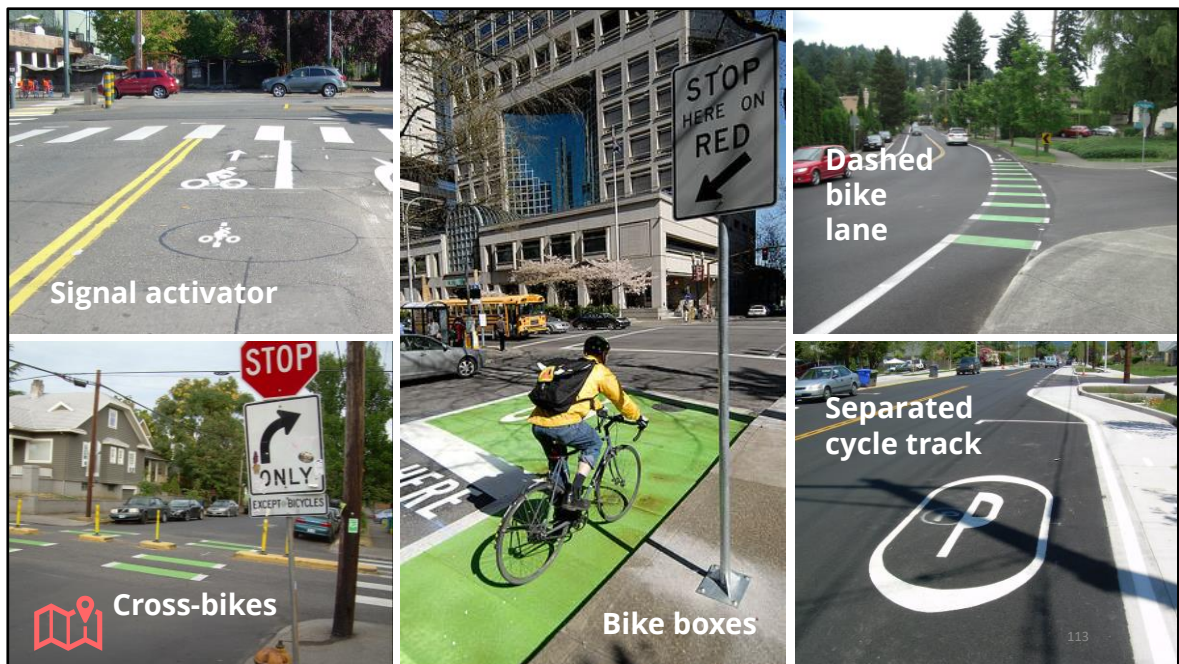 Signal activator
STOP
ONLY
EXCEPT BICYCLES
Cross-bikes
STOP
HERE ON
RED
HERE
Bike boxes
Dashed
bike
lane
Separated
cycle track
P
113